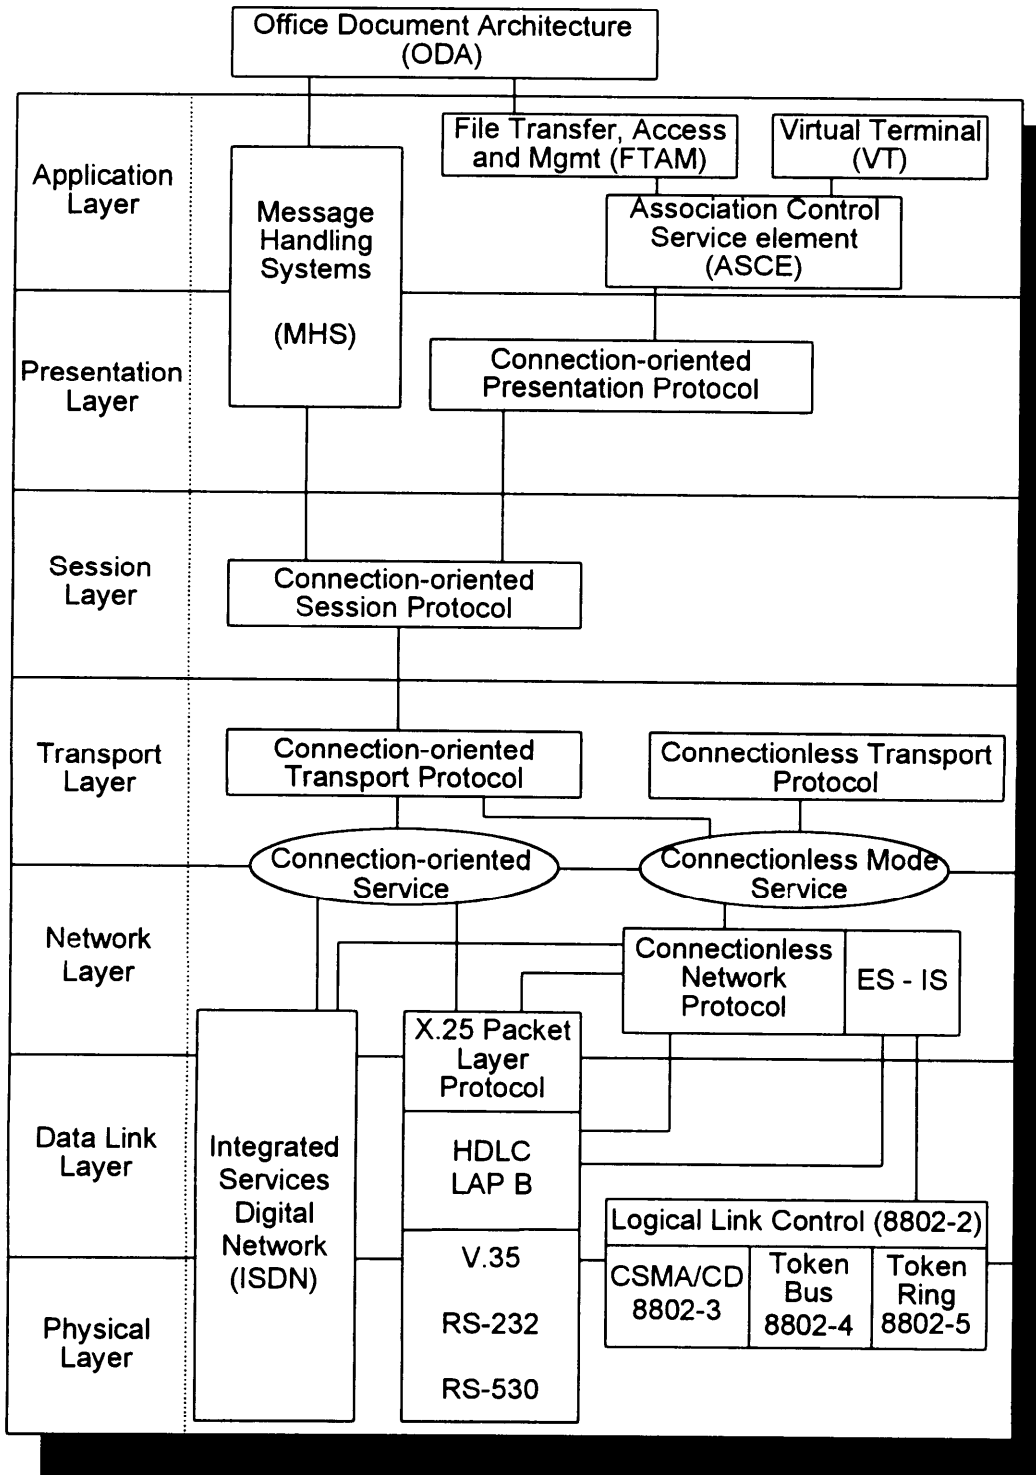 Office Document Architecture
(ODA)
Application
Layer
File Transfer, Access
and Mgmt (FTAM)
Virtual Terminal
(VT)
Message
Handling
Systems
(MHS)
Association Control
Service element
(ASCE)
Presentation
Layer
Connection-oriented
Presentation Protocol
Session
Layer
Connection-oriented
Session Protocol
Transport
Layer
Connection-oriented
Transport Protocol
Connectionless Transport
Protocol
Connection-oriented
Service
Connectionless Mode
Service
Network
Layer
Connectionless
Network
Protocol
ES - IS
X.25 Packet
Layer
Protocol
Data Link
Layer
Integrated
Services
Digital
Network
(ISDN)
HDLC
LAP B
Logical Link Control (8802-2)
Physical
Layer
V.35
RS-232
RS-530
CSMA/CD
8802-3
Token
Bus
8802-4
Token
Ring
8802-5